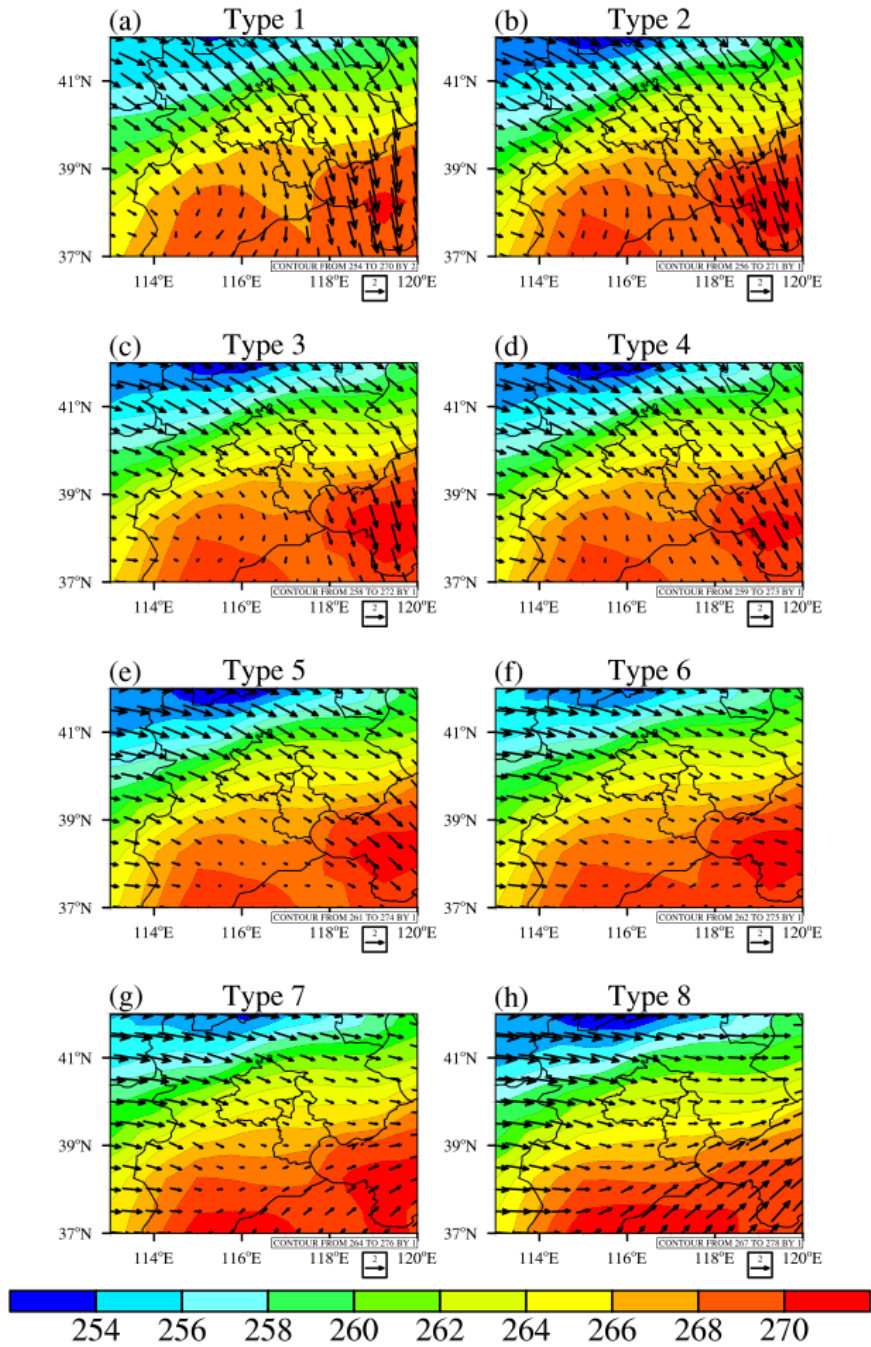 (a) Type 1 (b) Type 2
41°N 41°N
39°N 39°N
37°N 37°N
CONTOUR FROM 254 TO 270 BY 2 CONTOUR FROM 256 TO 271 BY 1
114°E 116°E 118°E 120°E 114°E 116°E 118°E 120°E
2 2
(c) Type 3 (d) Type 4
41°N 41°N
39°N 39°N
37°N 37°N
CONTOUR FROM 258 TO 272 BY 1 CONTOUR FROM 259 TO 273 BY 1
114°E 116°E 118°E 120°E 114°E 116°E 118°E 120°E
2 2
(e) Type 5 (f) Type 6
41°N 41°N
39°N 39°N
37°N 37°N
CONTOUR FROM 261 TO 274 BY 1 CONTOUR FROM 262 TO 275 BY 1
114°E 116°E 118°E 120°E 114°E 116°E 118°E 120°E
2 2
(g) Type 7 (h) Type 8
41°N 41°N
39°N 39°N
37°N 37°N
CONTOUR FROM 264 TO 276 BY 1 CONTOUR FROM 267 TO 278 BY 1
114°E 116°E 118°E 120°E 114°E 116°E 118°E 120°E
2 2
254 256 258 260 262 264 266 268 270